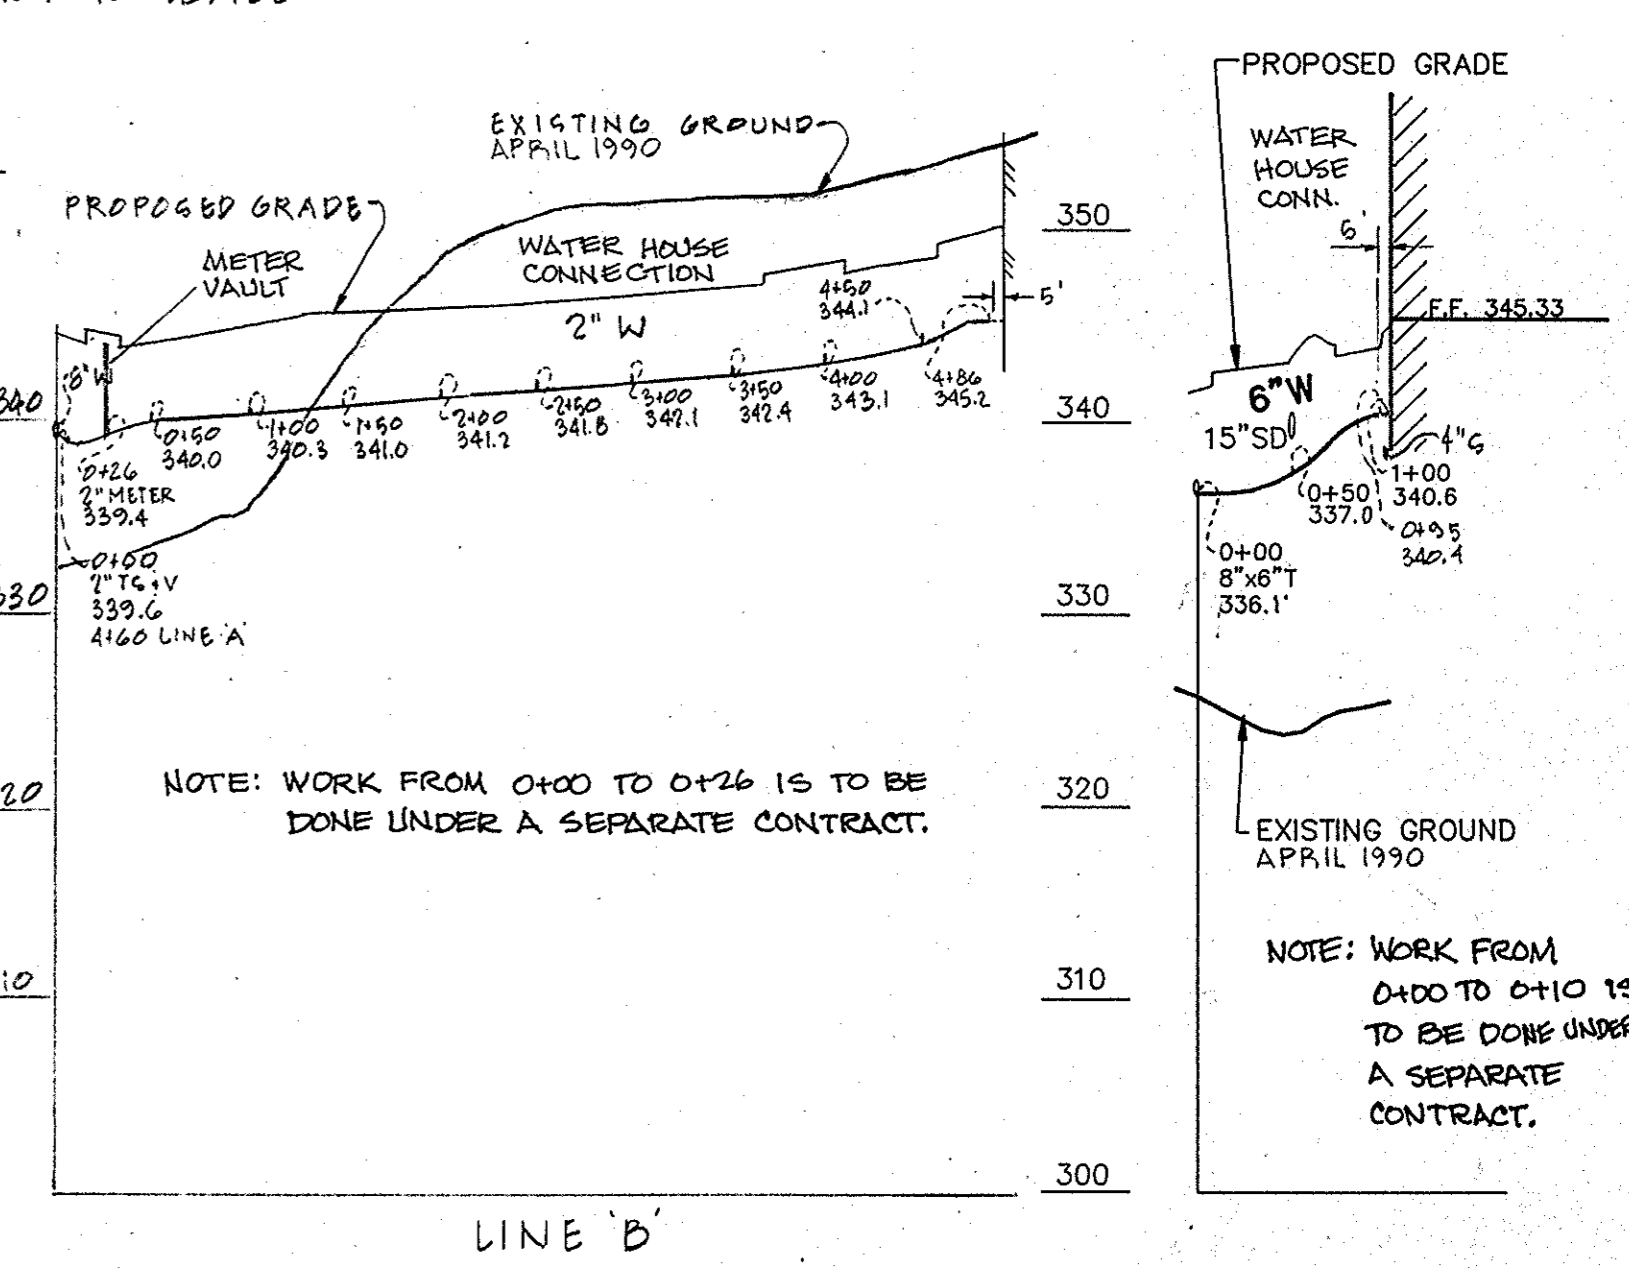 EXISTING GROUND
APRIL 1990
PROPOSED GRADE
METER
VAULT
WATER HOUSE
CONNECTION
2" W
8" W
4+50
344.1
5'
340
0+50
340.0
1+00
340.3
1+50
341.0
2+00
341.2
2+50
341.8
3+00
342.1
3+50
342.4
4+00
343.1
4+86
345.2
0+26
2" METER
339.4
0+00
2" TS+V
339.6
4+60 LINE 'A'
330
20
10
NOTE: WORK FROM 0+00 TO 0+26 IS TO BE
DONE UNDER A SEPARATE CONTRACT.
LINE 'B'
350
340
330
320
310
300
PROPOSED GRADE
WATER
HOUSE
CONN.
5'
F.F. 345.33
6"W
15"SD
4"S
1+00
340.6
0+50
337.0
0+95
340.4
0+00
8"x6"T
336.1'
EXISTING GROUND
APRIL 1990
NOTE: WORK FROM
0+00 TO 0+10 IS
TO BE DONE UNDER
A SEPARATE
CONTRACT.